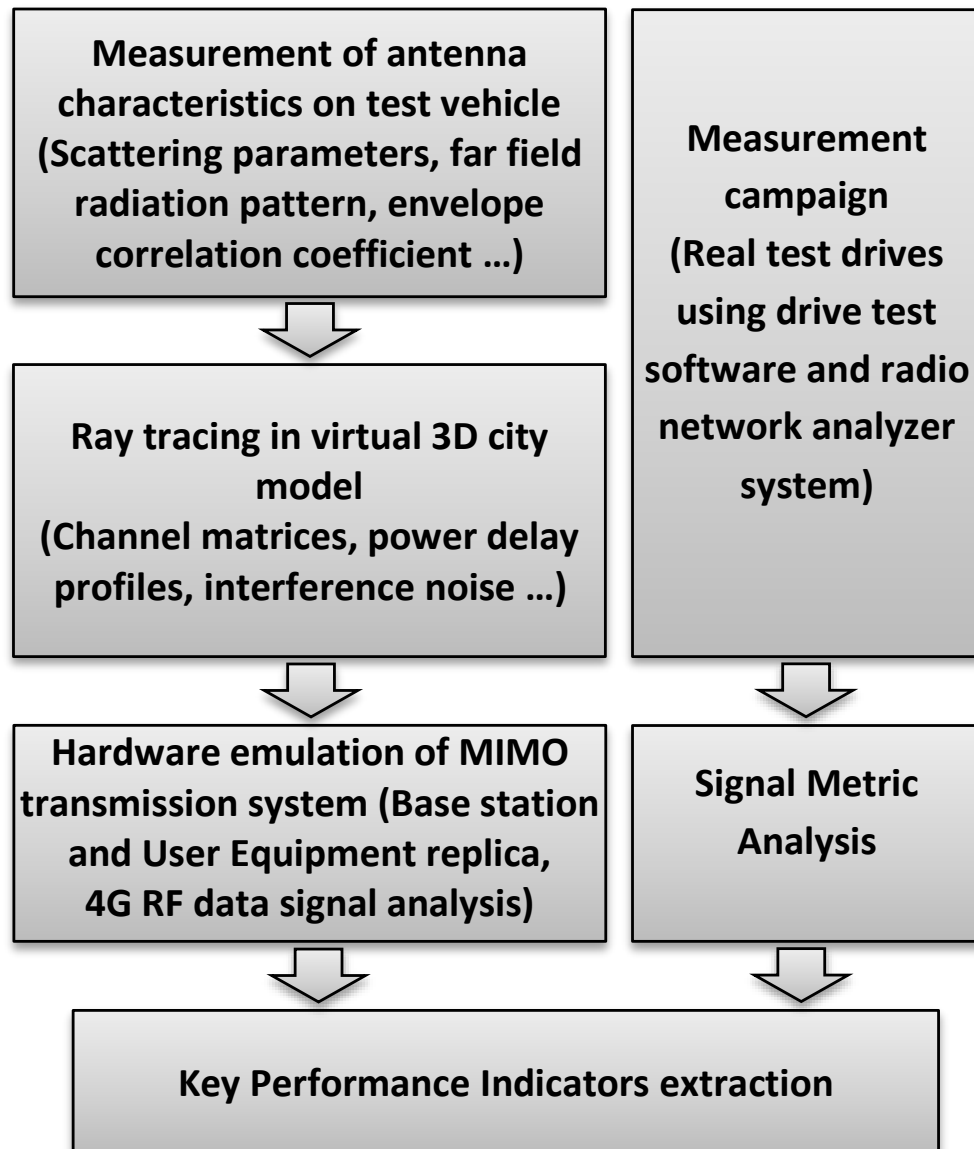 Measurement of antenna
characteristics on test vehicle
(Scattering parameters, far field
radiation pattern, envelope
correlation coefficient …)
Ray tracing in virtual 3D city
model
(Channel matrices, power delay
profiles, interference noise …)
Hardware emulation of MIMO
transmission system (Base station
and User Equipment replica,
4G RF data signal analysis)
Measurement
campaign
(Real test drives
using drive test
software and radio
network analyzer
system)
Signal Metric
Analysis
Key Performance Indicators extraction